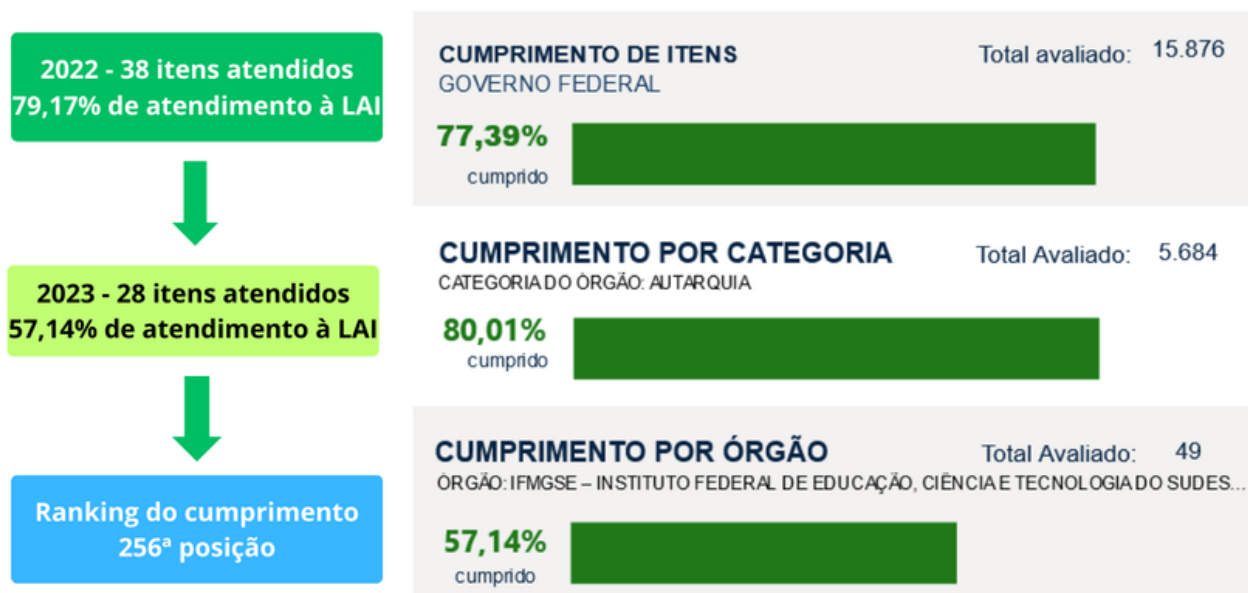 2022 - 38 itens atendidos
79,17% de atendimento à LAI
2023 - 28 itens atendidos
57,14% de atendimento à LAI
Ranking do cumprimento
256ª posição
CUMPRIMENTO DE ITENS
Total avaliado: 15.876
GOVERNO FEDERAL
77,39%
cumprido
CUMPRIMENTO POR CATEGORIA
Total Avaliado: 5.684
CATEGORIA DO ÓRGÃO: AUTARQUIA
80,01%
cumprido
CUMPRIMENTO POR ÓRGÃO
Total Avaliado: 49
ÓRGÃO: IFMGSE – INSTITUTO FEDERAL DE EDUCAÇÃO, CIÊNCIA E TECNOLOGIA DO SUDES...
57,14%
cumprido